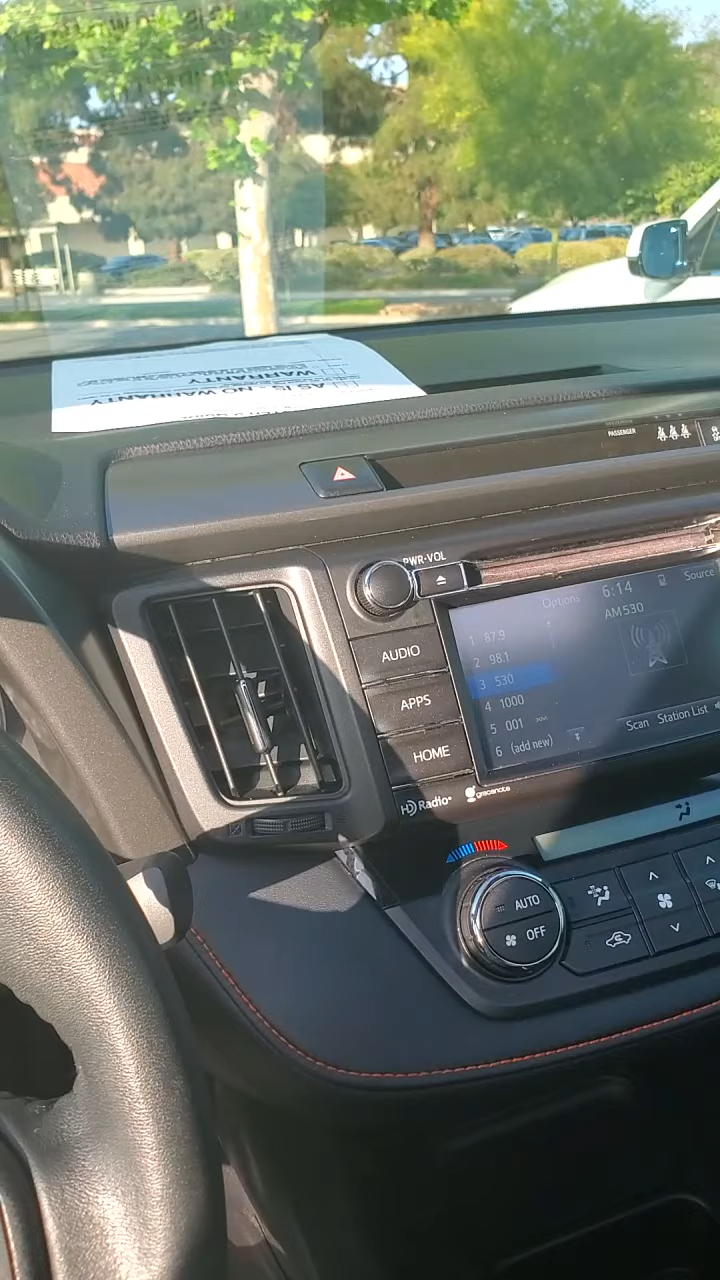 WARRANTY
AS IS - NO WARRANTY
PASSENGER
PWR·VOL
AUDIO
APPS
HOME
Options
6:14
Source
AM530
1 87.9
2 98.1
3 530
4 1000
5 001
6 (add new)
Scan
Station List
HD Radio
gracenote
AUTO
OFF